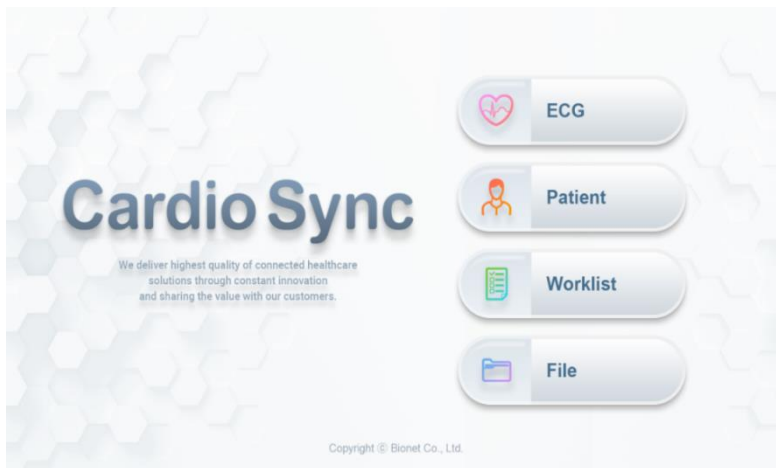 Cardio Sync
We deliver highest quality of connected healthcare
solutions through constant innovation
and sharing the value with our customers.
ECG
Patient
Worklist
File
Copyright ⓒ Bionet Co., Ltd.